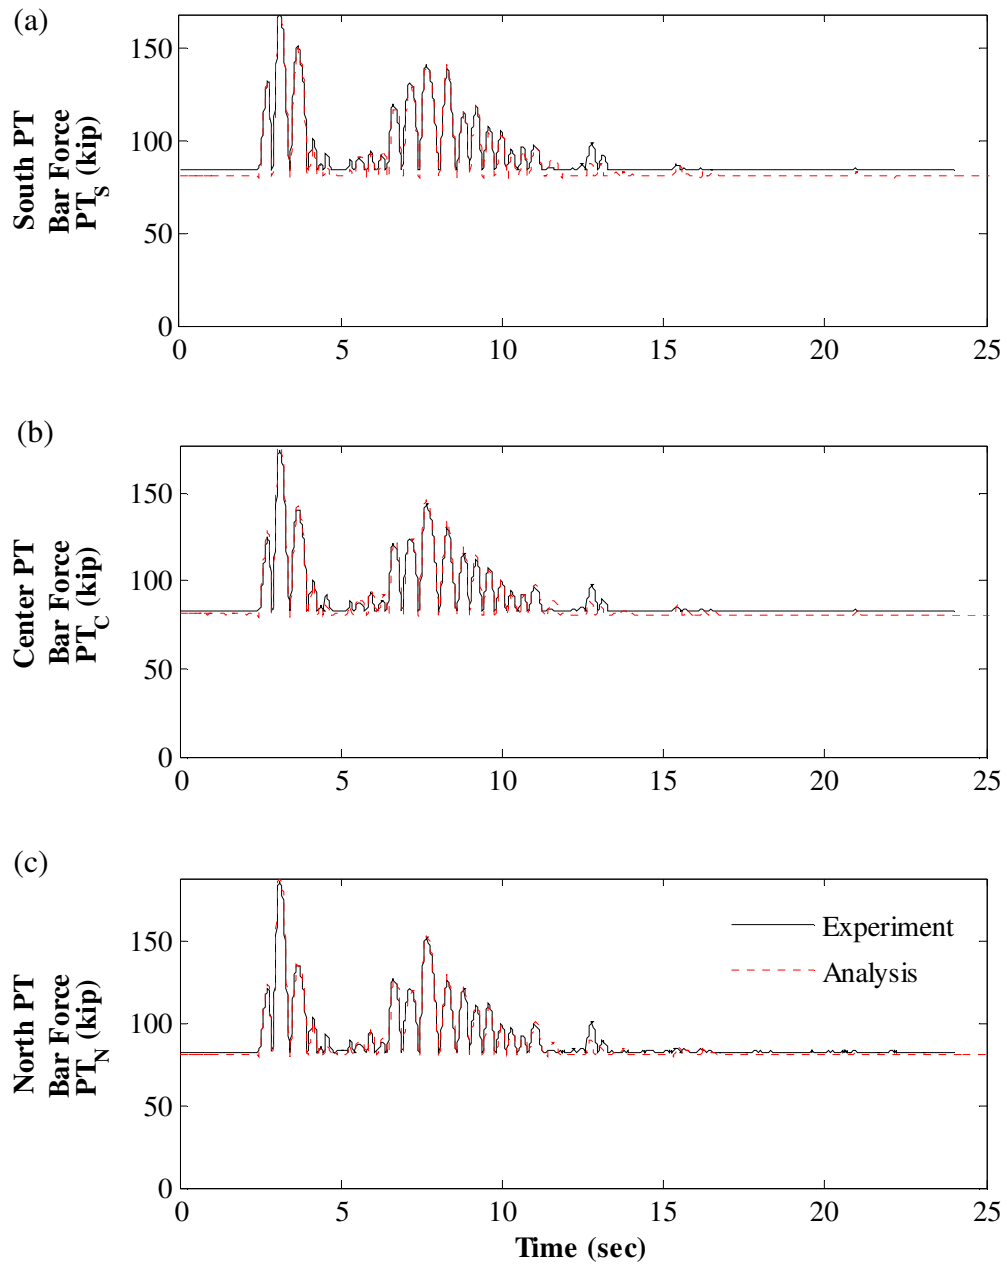 (a)
South PT
Bar Force
PT_S (kip)
150
100
50
0
0 5 10 15 20 25
(b)
Center PT
Bar Force
PT_C (kip)
150
100
50
0
0 5 10 15 20 25
(c)
North PT
Bar Force
PT_N (kip)
150
100
50
0
Experiment
Analysis
0 5 10 15 20 25
Time (sec)